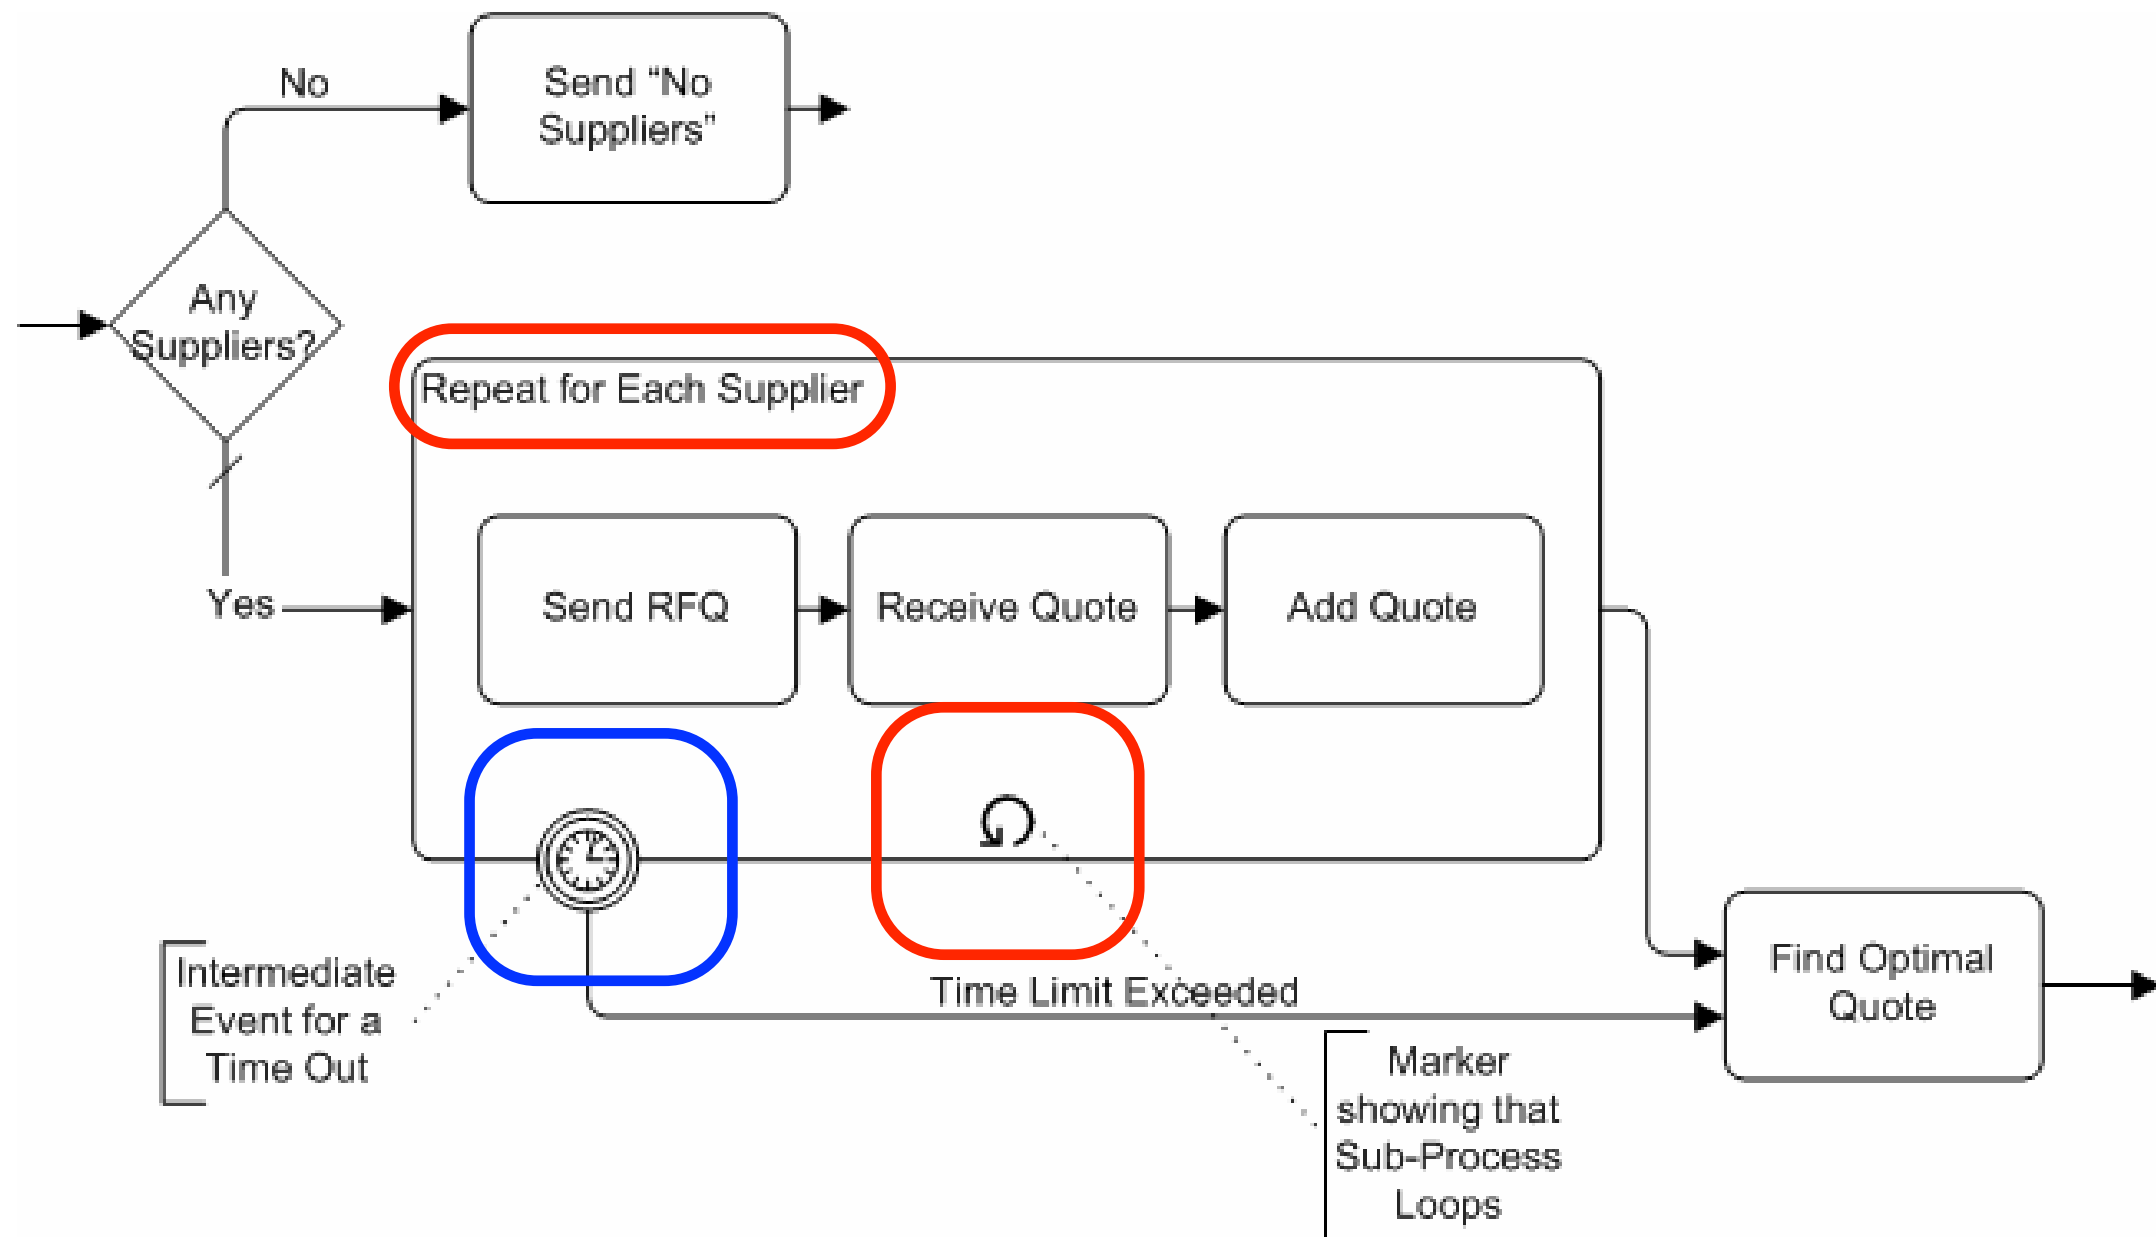 No
Send “No
Suppliers”
Any
Suppliers?
Repeat for Each Supplier
Yes
Send RFQ
Receive Quote
Add Quote
Intermediate
Event for a
Time Out
Time Limit Exceeded
Find Optimal
Quote
Marker
showing that
Sub-Process
Loops